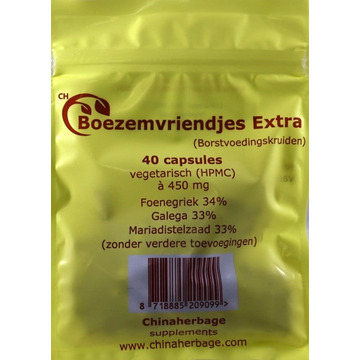 CH
Boezemvriendjes Extra
(Borstvoedingskruiden)
40 capsules
vegetarisch (HPMC)
à 450 mg
Foenegriek 34%
Galega 33%
Mariadistelzaad 33%
(zonder verdere toevoegingen)
8 718885 209099 >
Chinaherbage
supplements
www.chinaherbage.com